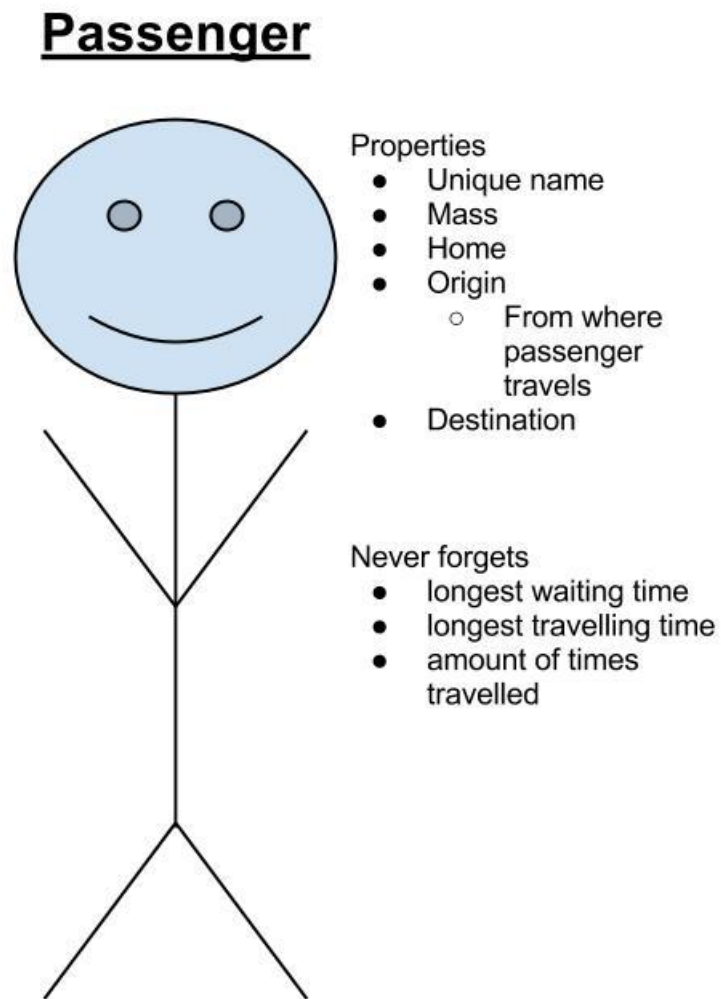 Passenger
Properties
● Unique name
● Mass
● Home
● Origin
○ From where
passenger
travels
● Destination
Never forgets
● longest waiting time
● longest travelling time
● amount of times
travelled